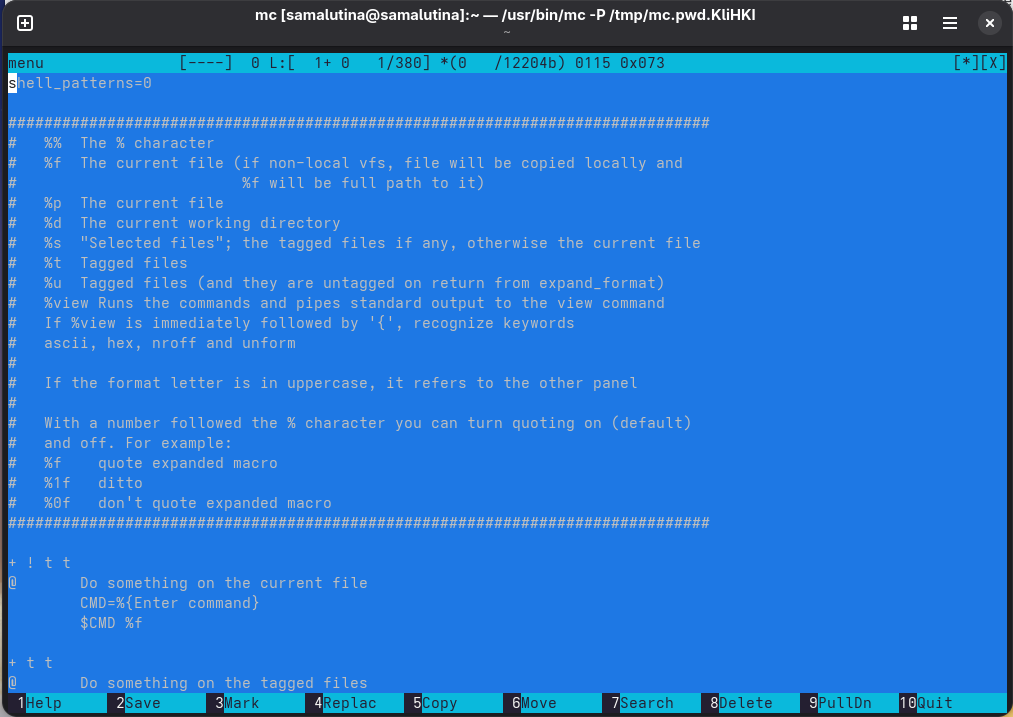 mc [samalutina@samalutina]:~ — /usr/bin/mc -P /tmp/mc.pwd.KliHKI
~
menu               [----]  0 L:[  1+ 0   1/380] *(0   /12204b) 0115 0x073                                [*][X]
shell_patterns=0
##############################################################################
#   %%  The % character
#   %f  The current file (if non-local vfs, file will be copied locally and
#                         %f will be full path to it)
#   %p  The current file
#   %d  The current working directory
#   %s  "Selected files"; the tagged files if any, otherwise the current file
#   %t  Tagged files
#   %u  Tagged files (and they are untagged on return from expand_format)
#   %view Runs the commands and pipes standard output to the view command
#   If %view is immediately followed by '{', recognize keywords
#   ascii, hex, nroff and unform
#
#   If the format letter is in uppercase, it refers to the other panel
#
#   With a number followed the % character you can turn quoting on (default)
#   and off. For example:
#   %f    quote expanded macro
#   %1f   ditto
#   %0f   don't quote expanded macro
##############################################################################
+ ! t t
@       Do something on the current file
        CMD=%{Enter command}
        $CMD %f
+ t t
@       Do something on the tagged files
1Help 2Save 3Mark 4Replac 5Copy 6Move 7Search 8Delete 9PullDn 10Quit